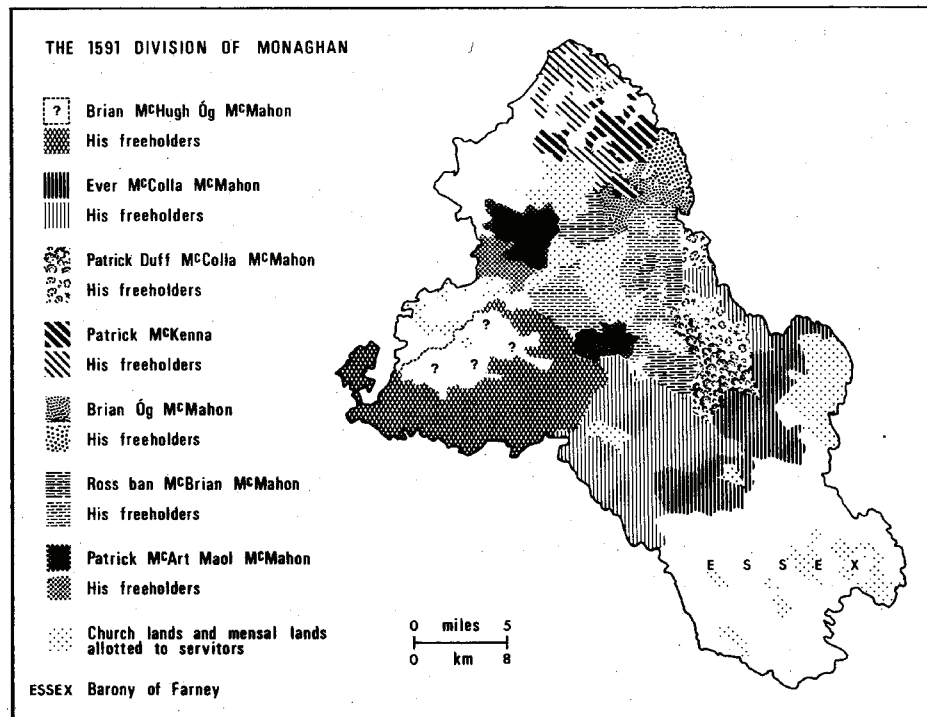 THE 1591 DIVISION OF MONAGHAN
? Brian McHugh Óg McMahon
His freeholders
Ever McColla McMahon
His freeholders
Patrick Duff McColla McMahon
His freeholders
Patrick McKenna
His freeholders
Brian Óg McMahon
His freeholders
Ross ban McBrian McMahon
His freeholders
Patrick McArt Maol McMahon
His freeholders
Church lands and mensal lands
allotted to servitors
ESSEX Barony of Farney
?
? ? ?
E S S E X
0 miles 5
0 km 8